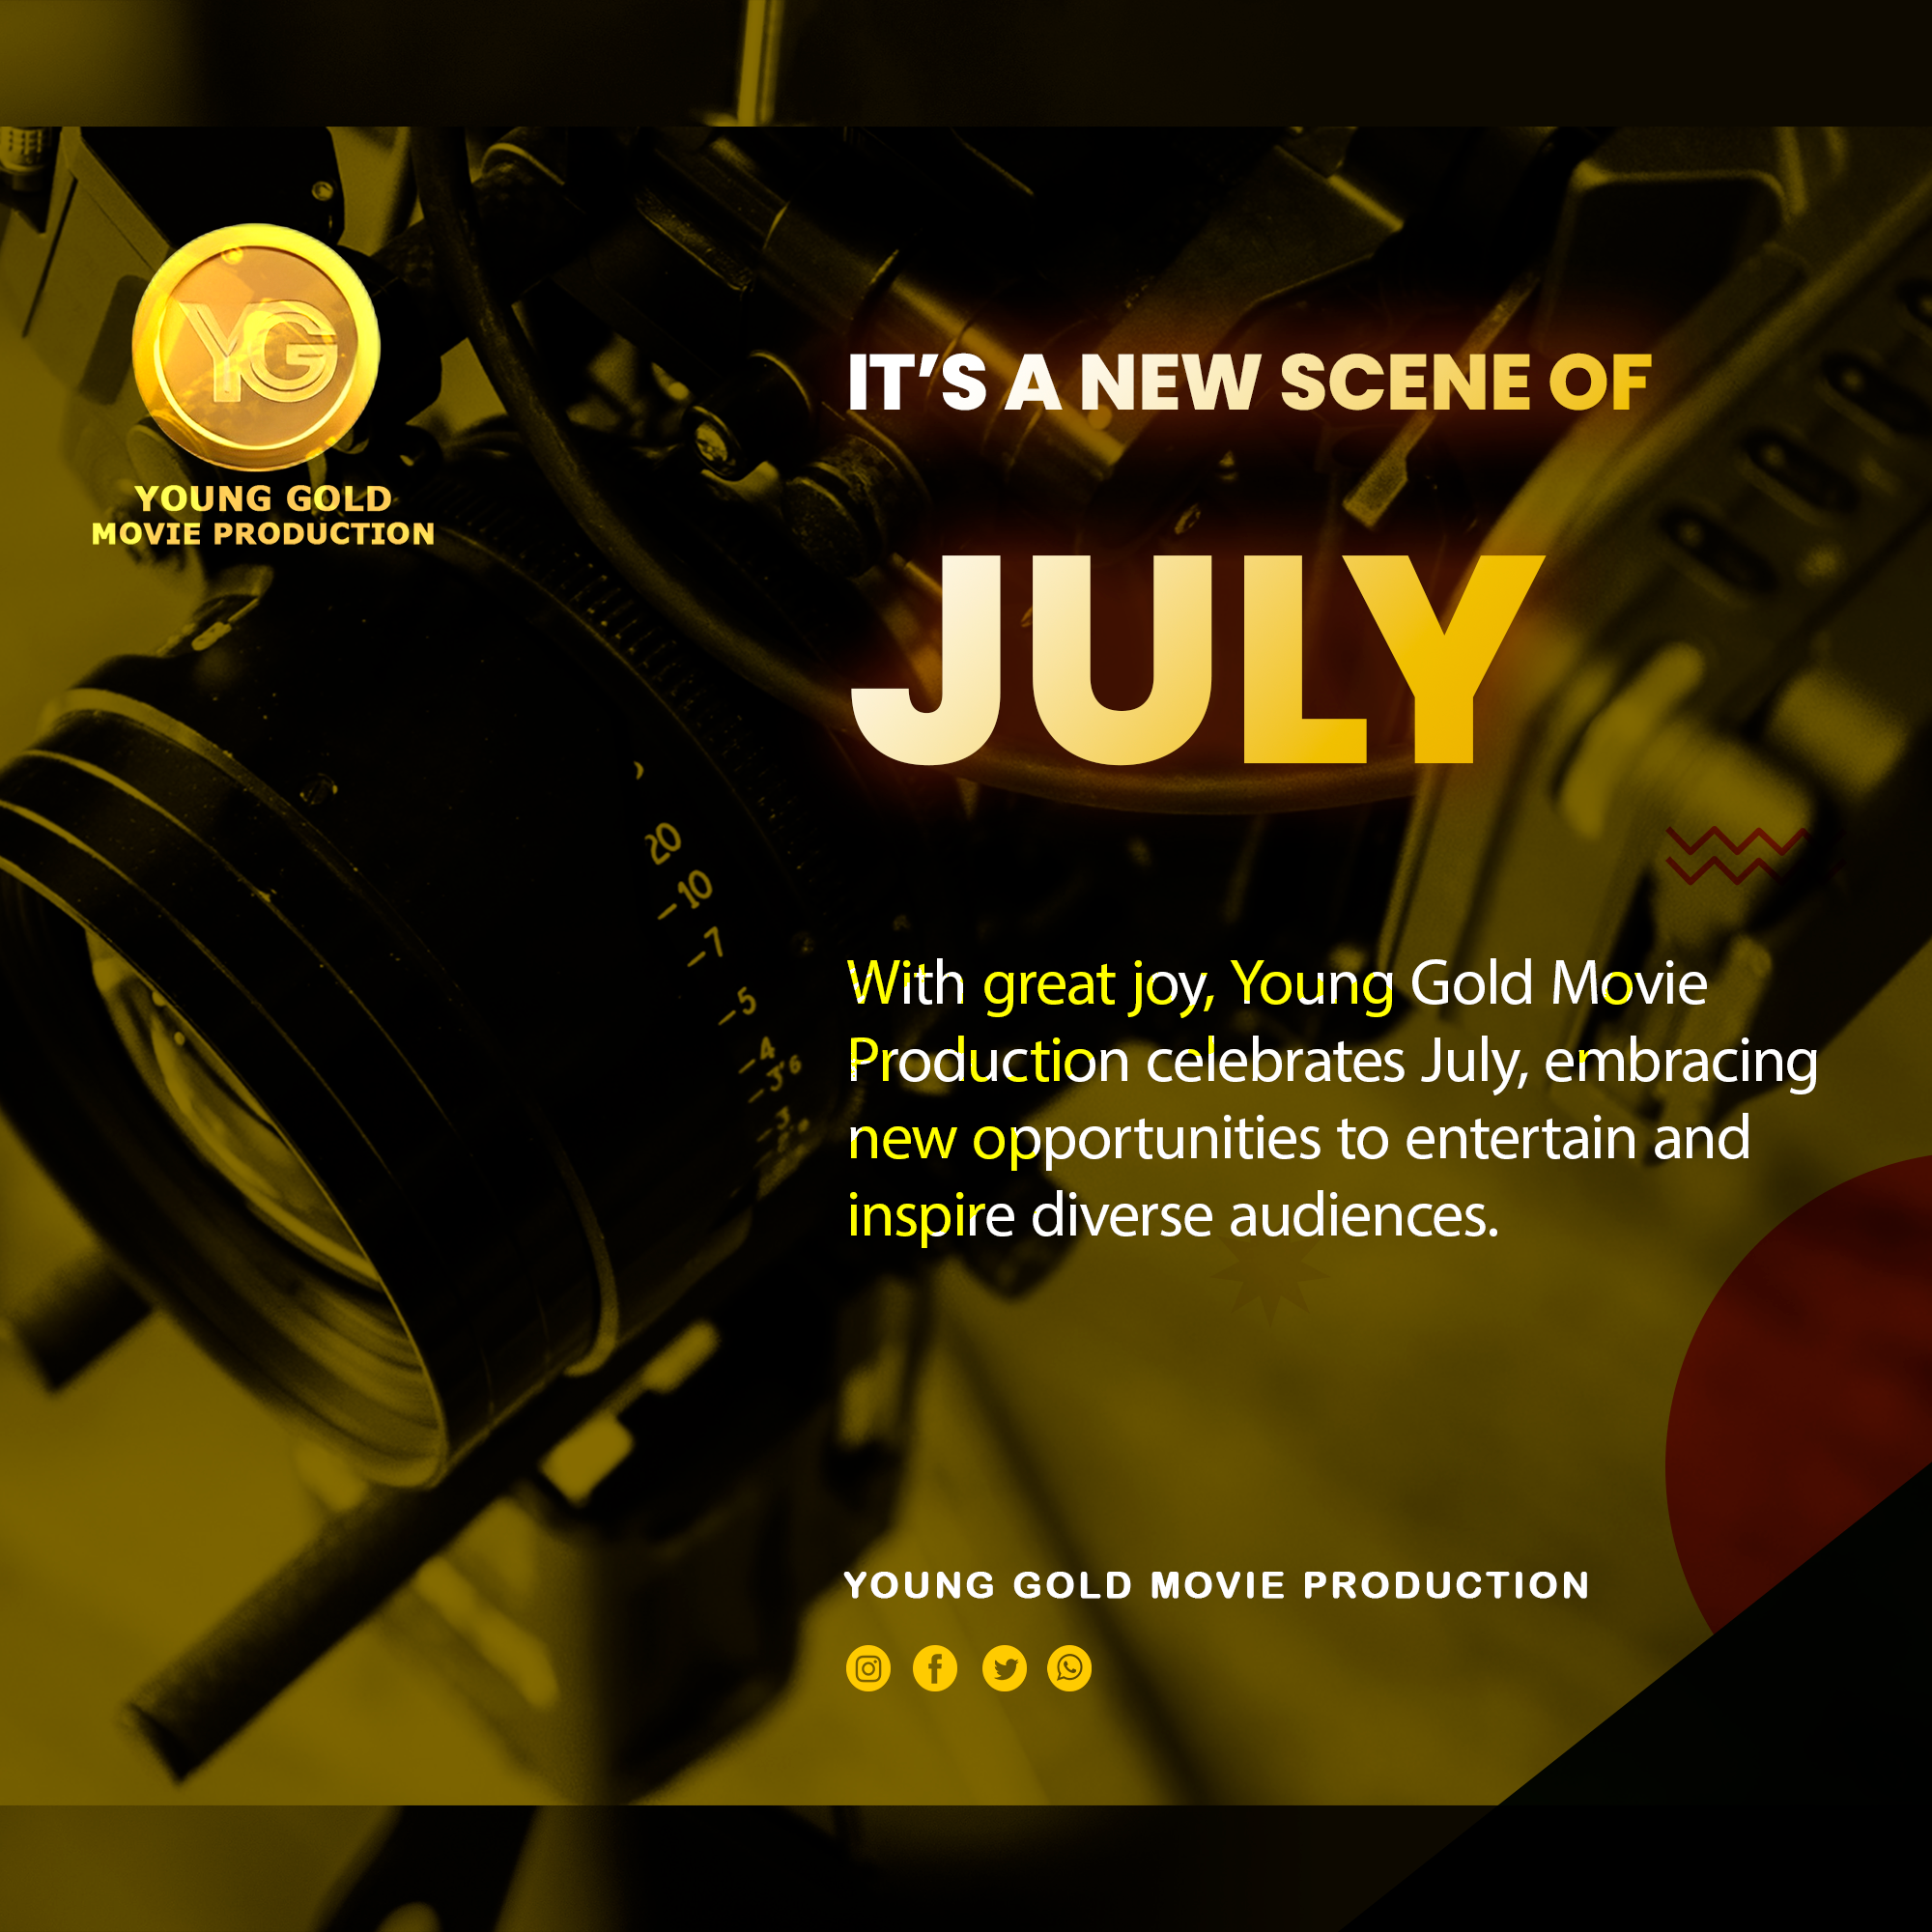 YG
YOUNG GOLD
MOVIE PRODUCTION
IT’S A NEW SCENE OF
JULY
20
10
7
5
4
With great joy, Young Gold Movie
Production celebrates July, embracing
new opportunities to entertain and
inspire diverse audiences.
YOUNG GOLD MOVIE PRODUCTION